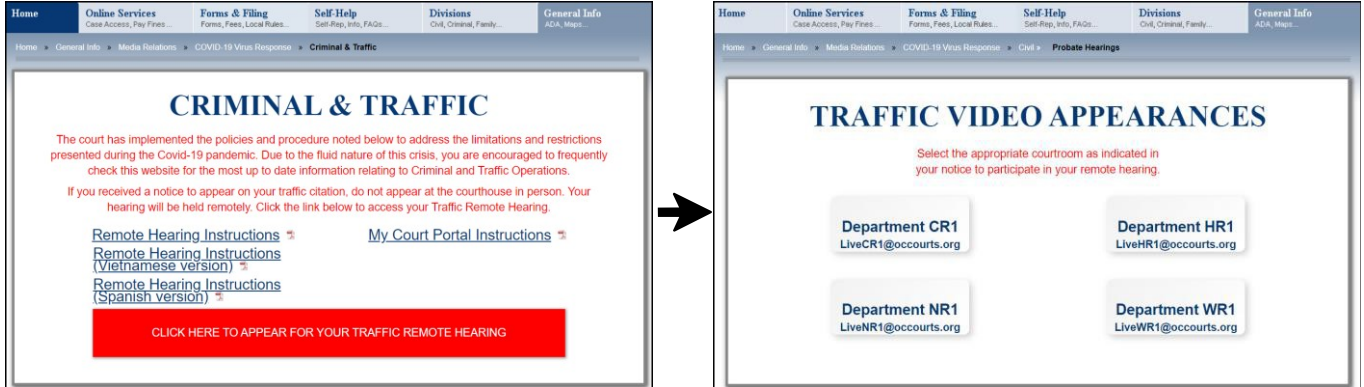 Home Online Services Forms & Filing Self-Help Divisions General Info
Case Access, Pay Fines... Forms, Fees, Local Rules... Self-Rep, Info, FAQs... Civil, Criminal, Family... ADA, Maps...
Home » General Info » Media Relations » COVID-19 Virus Response » Criminal & Traffic
CRIMINAL & TRAFFIC
The court has implemented the policies and procedure noted below to address the limitations and restrictions
presented during the Covid-19 pandemic. Due to the fluid nature of this crisis, you are encouraged to frequently
check this website for the most up to date information relating to Criminal and Traffic Operations.
If you received a notice to appear on your traffic citation, do not appear at the courthouse in person. Your
hearing will be held remotely. Click the link below to access your Traffic Remote Hearing.
Remote Hearing Instructions My Court Portal Instructions
Remote Hearing Instructions
(Vietnamese version)
Remote Hearing Instructions
(Spanish version)
CLICK HERE TO APPEAR FOR YOUR TRAFFIC REMOTE HEARING
Home Online Services Forms & Filing Self-Help Divisions General Info
Case Access, Pay Fines... Forms, Fees, Local Rules... Self-Rep, Info, FAQs... Civil, Criminal, Family... ADA, Maps...
Home » General Info » Media Relations » COVID-19 Virus Response » Civil » Probate Hearings
TRAFFIC VIDEO APPEARANCES
Select the appropriate courtroom as indicated in
your notice to participate in your remote hearing.
Department CR1 Department HR1
LiveCR1@occourts.org LiveHR1@occourts.org
Department NR1 Department WR1
LiveNR1@occourts.org LiveWR1@occourts.org